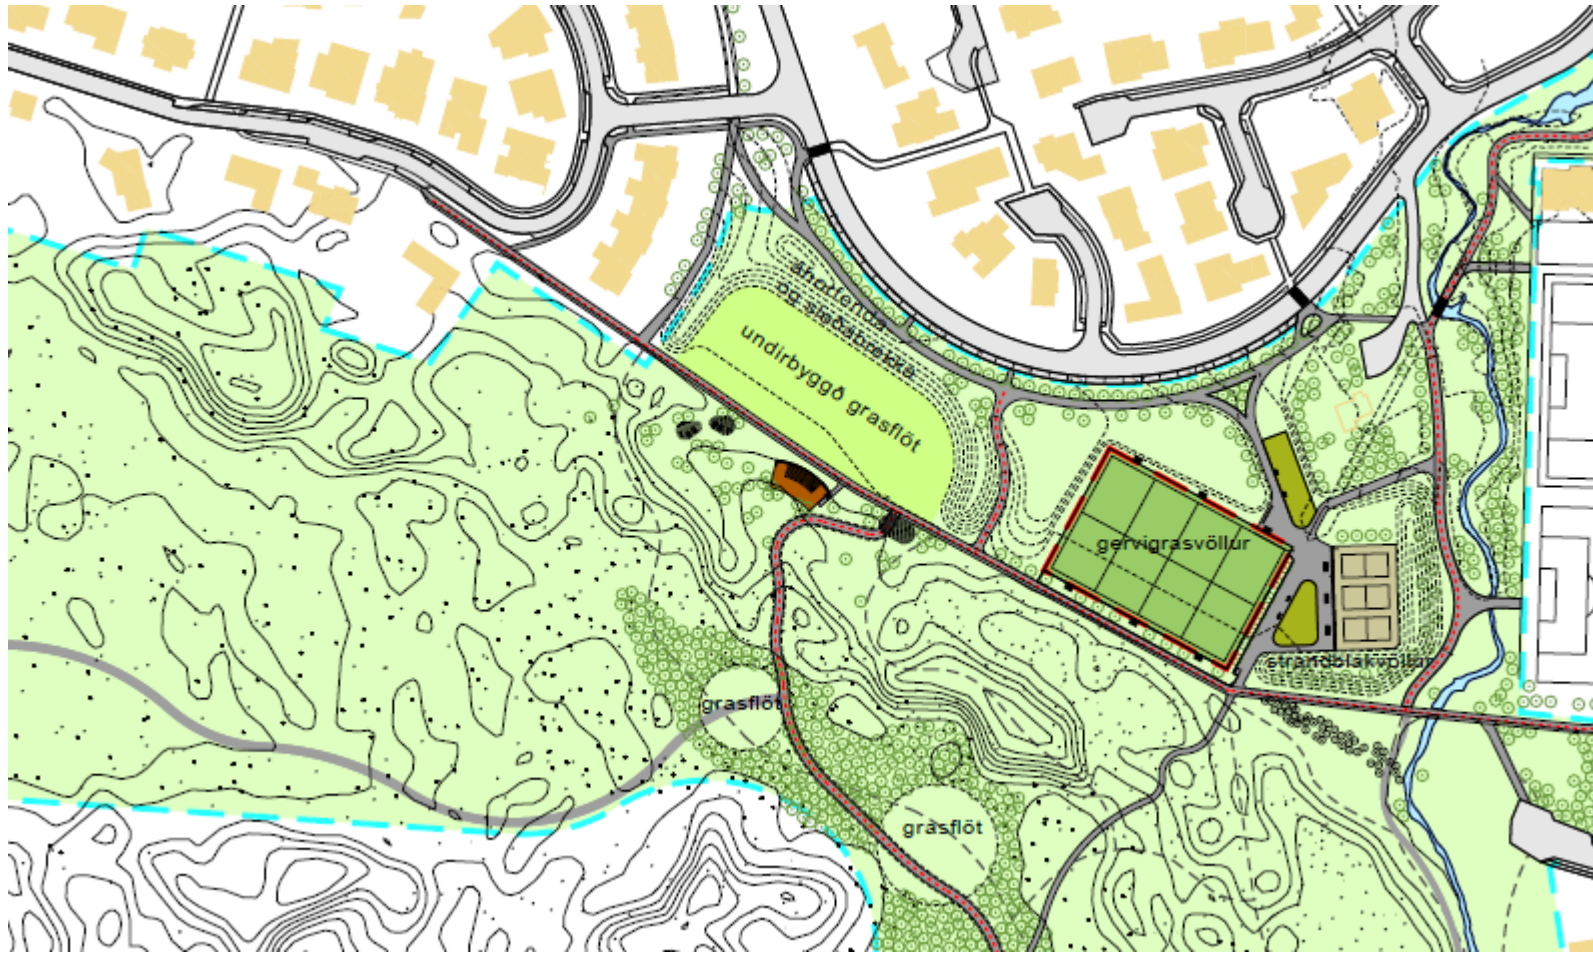 áhorfenda
og sleðabrekka
undirbyggð grasflöt
gervigrasvöllur
strandblakvöllur
grasflöt
grasflöt